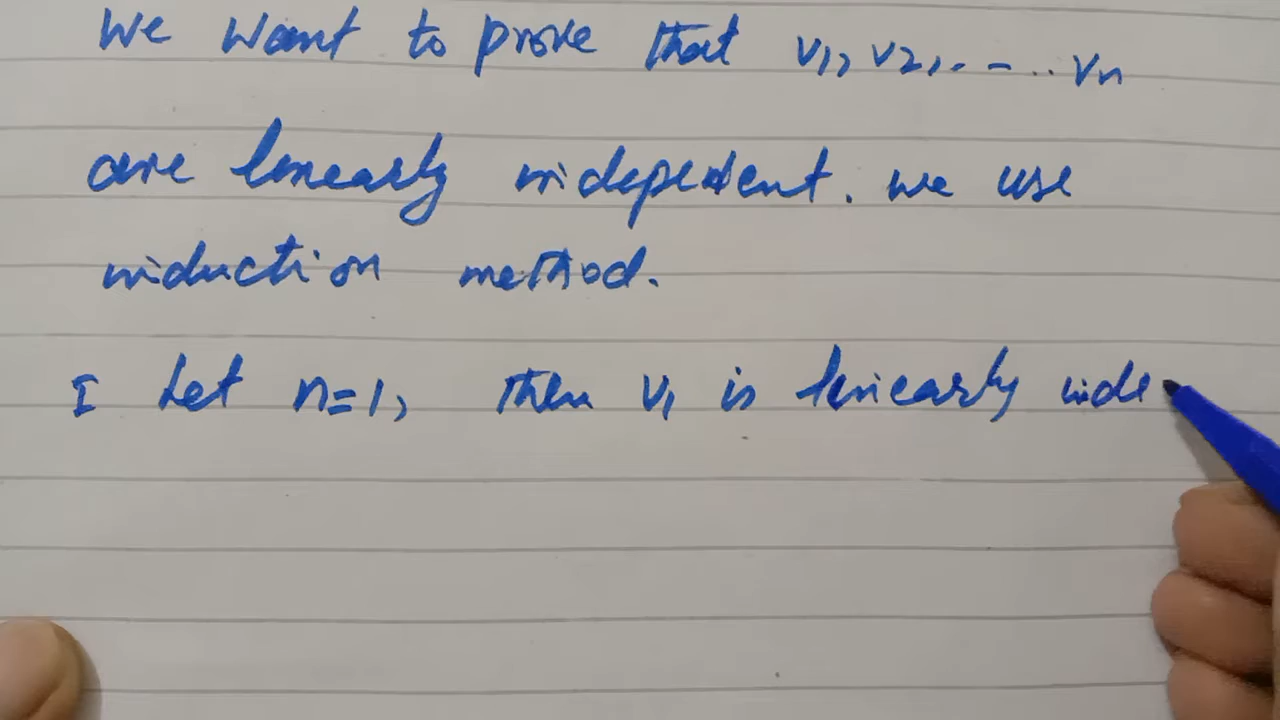 We want to prove that v1, v2, . - .. vn
are linearly independent. we use
induction method.
I Let n=1, then v1 is linearly inde